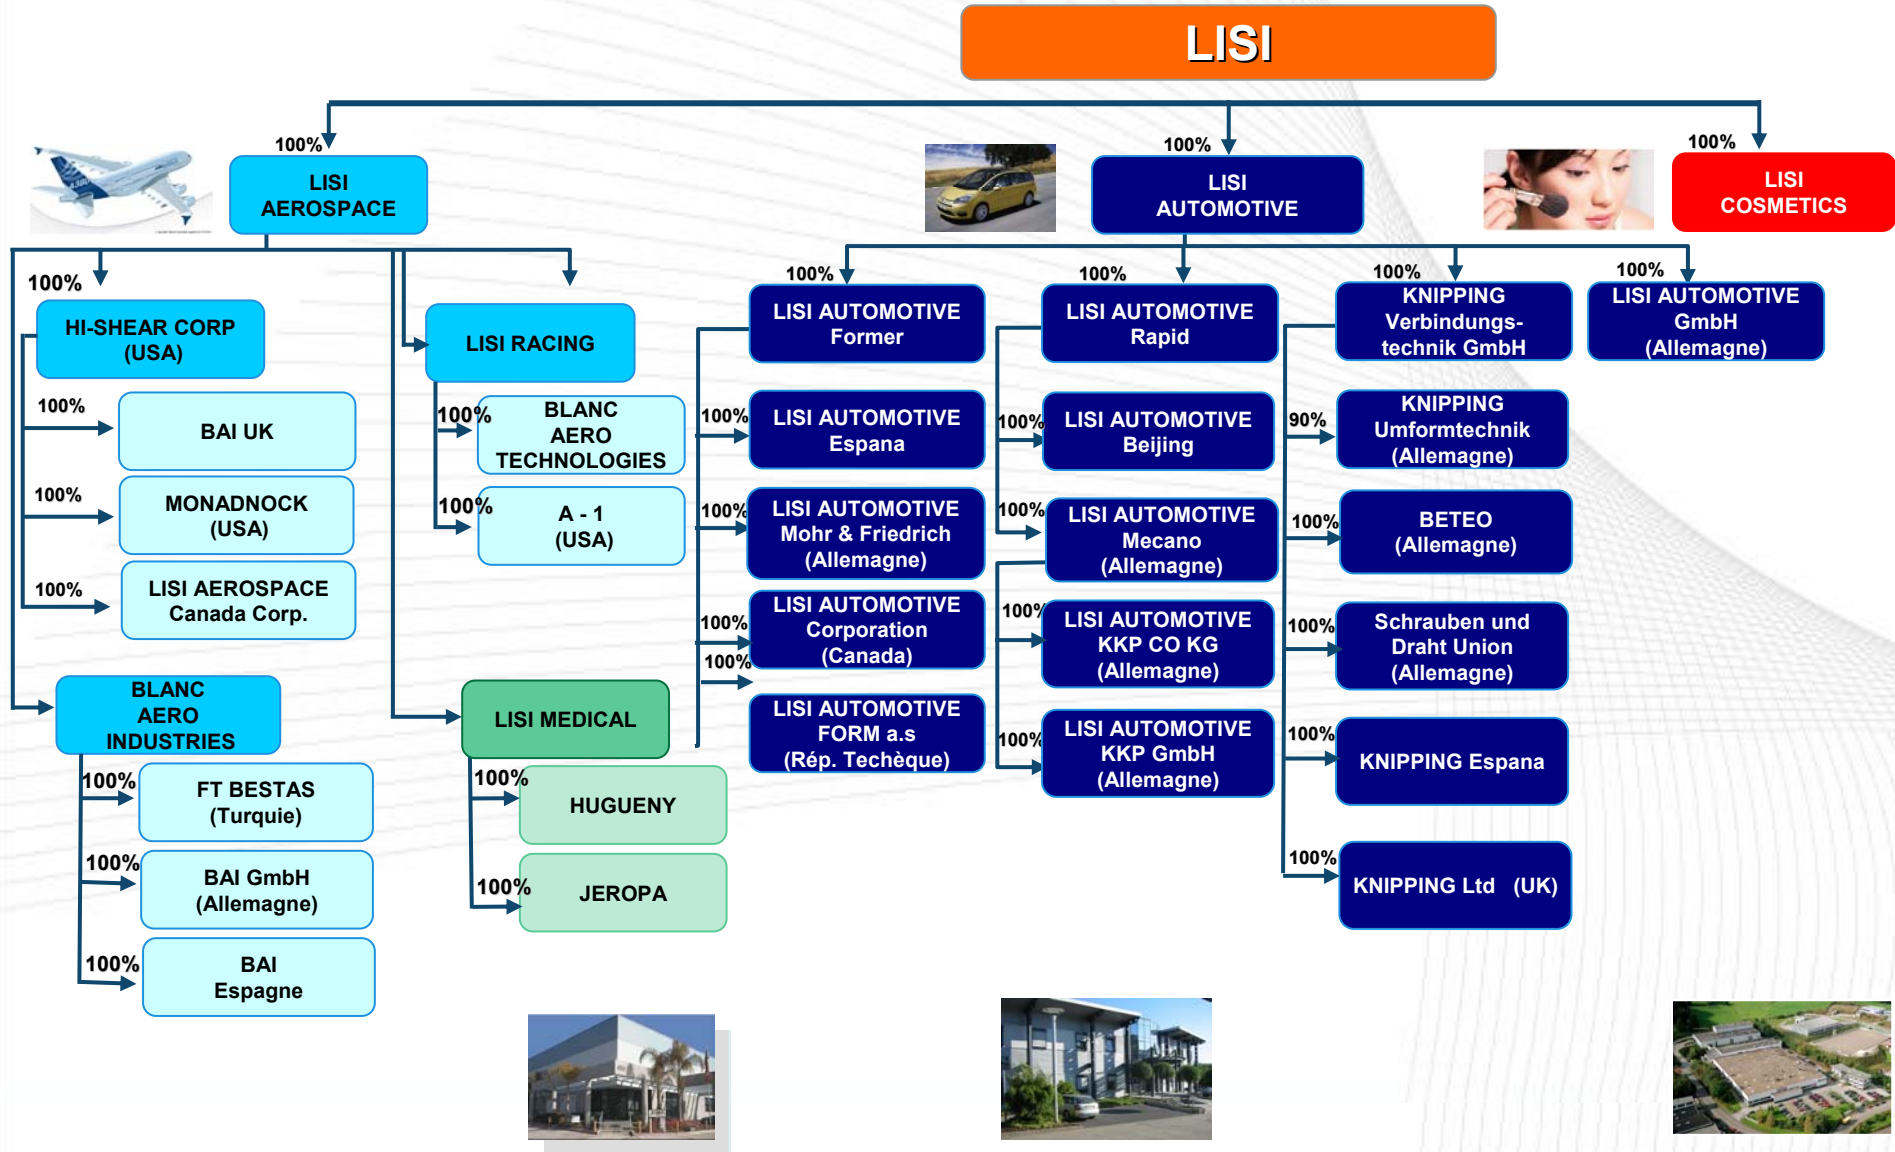 LISI
100%
100%
100%
LISI
AEROSPACE
LISI
AUTOMOTIVE
LISI
COSMETICS
100%
HI-SHEAR CORP
(USA)
100%
BAI UK
100%
MONADNOCK
(USA)
100%
LISI AEROSPACE
Canada Corp.
BLANC
AERO
INDUSTRIES
100%
FT BESTAS
(Turquie)
100%
BAI GmbH
(Allemagne)
100%
BAI
Espagne
LISI RACING
100%
BLANC
AERO
TECHNOLOGIES
100%
A - 1
(USA)
LISI MEDICAL
100%
HUGUENY
100%
JEROPA
100%
LISI AUTOMOTIVE
Former
100%
LISI AUTOMOTIVE
Espana
100%
LISI AUTOMOTIVE
Mohr & Friedrich
(Allemagne)
100%
LISI AUTOMOTIVE
Corporation
(Canada)
100%
LISI AUTOMOTIVE
FORM a.s
(Rép. Techèque)
100%
LISI AUTOMOTIVE
Rapid
100%
LISI AUTOMOTIVE
Beijing
100%
LISI AUTOMOTIVE
Mecano
(Allemagne)
100%
LISI AUTOMOTIVE
KKP CO KG
(Allemagne)
100%
LISI AUTOMOTIVE
KKP GmbH
(Allemagne)
100%
KNIPPING
Verbindungs-
technik GmbH
90%
KNIPPING
Umformtechnik
(Allemagne)
100%
BETEO
(Allemagne)
100%
Schrauben und
Draht Union
(Allemagne)
100%
KNIPPING Espana
100%
KNIPPING Ltd (UK)
100%
LISI AUTOMOTIVE
GmbH
(Allemagne)
A380